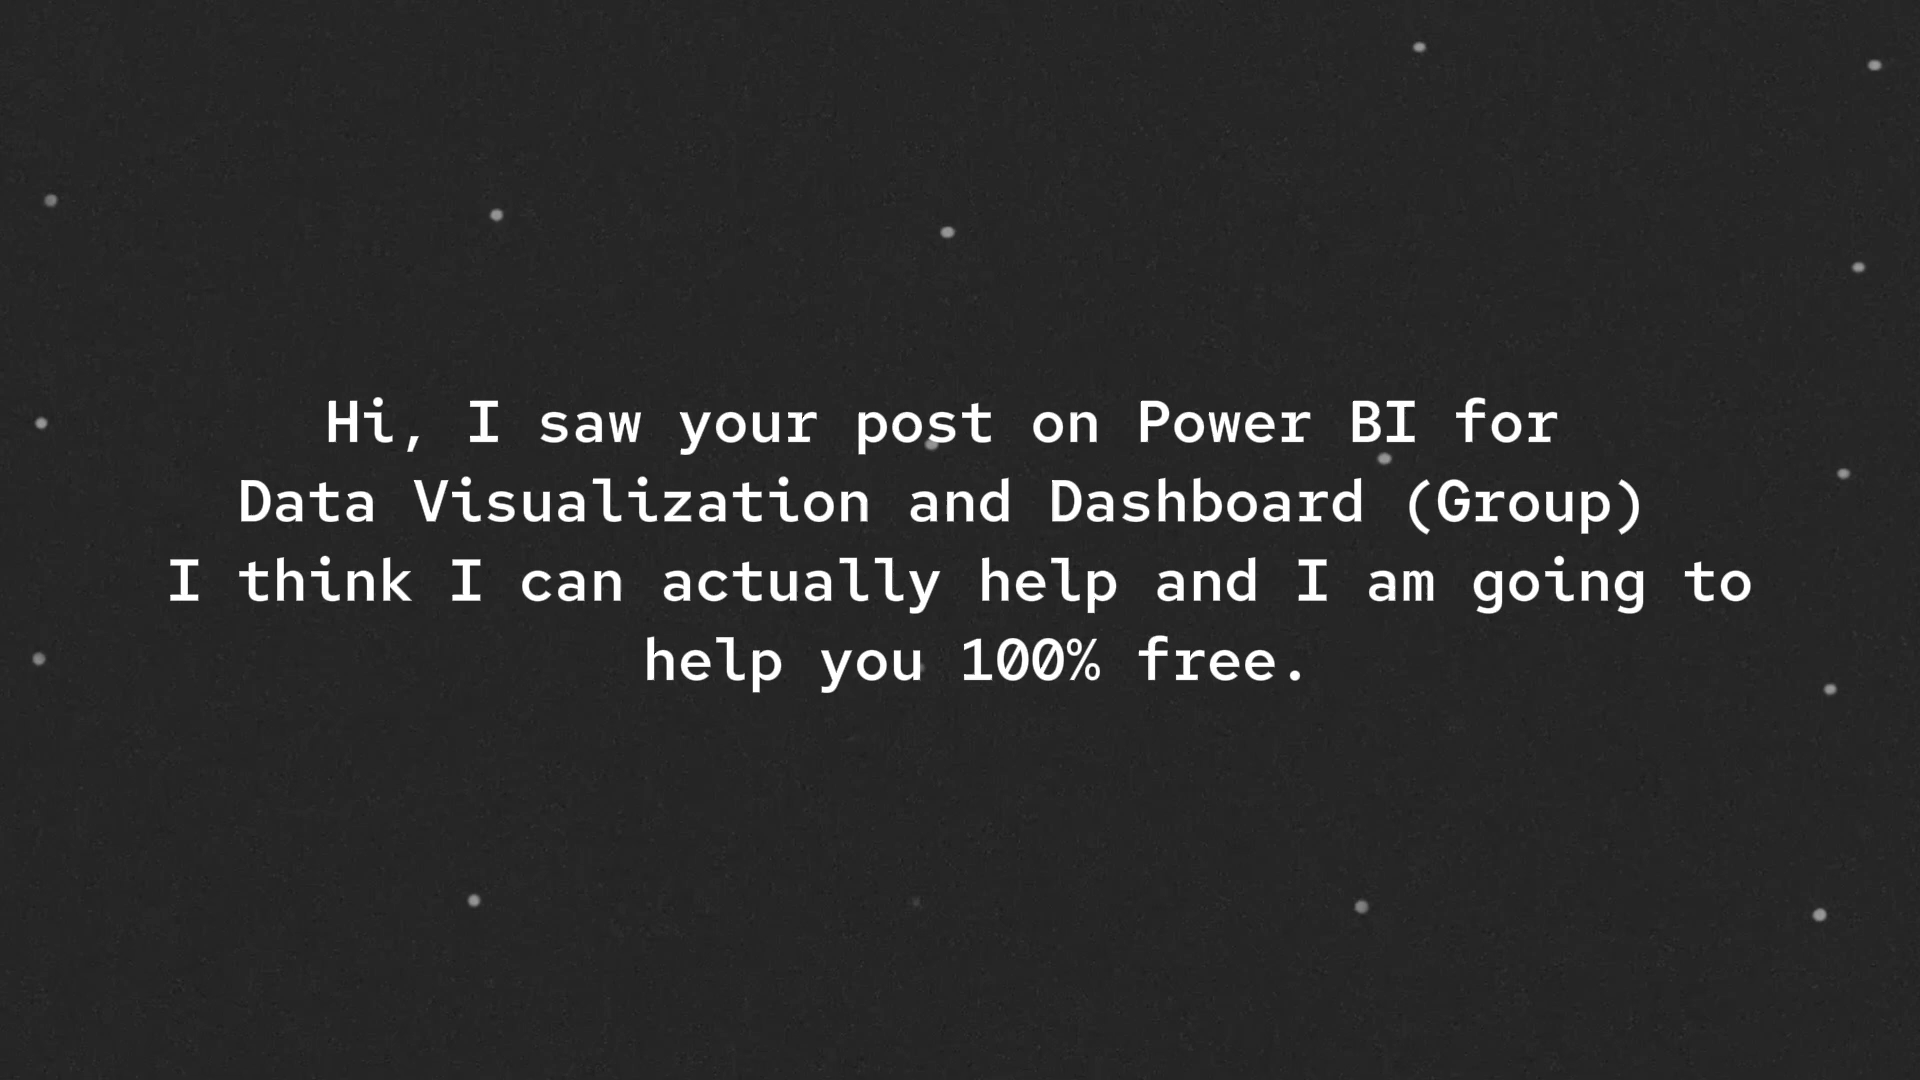 Hi, I saw your post on Power BI for
Data Visualization and Dashboard (Group)
I think I can actually help and I am going to
help you 100% free.